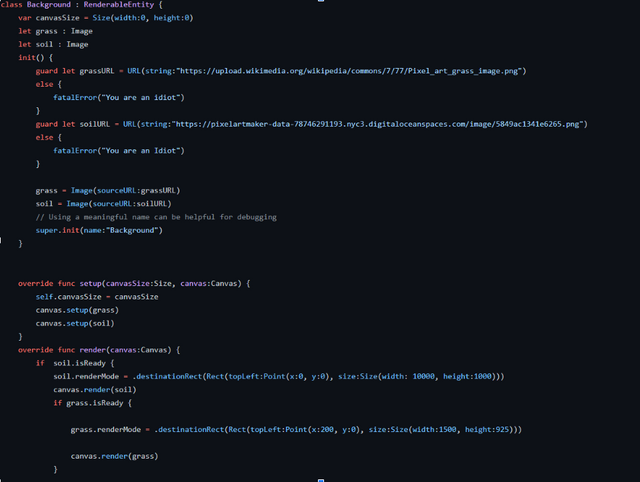 class Background : RenderableEntity {
var canvasSize = Size(width:0, height:0)
let grass : Image
let soil : Image
init() {
guard let grassURL = URL(string:"https://upload.wikimedia.org/wikipedia/commons/7/77/Pixel_art_grass_image.png")
else {
fatalError("You are an idiot")
}
guard let soilURL = URL(string:"https://pixelartmaker-data-78746291193.nyc3.digitaloceanspaces.com/image/5849ac1341e6265.png")
else {
fatalError("You are an Idiot")
}
grass = Image(sourceURL:grassURL)
soil = Image(sourceURL:soilURL)
// Using a meaningful name can be helpful for debugging
super.init(name:"Background")
}
override func setup(canvasSize:Size, canvas:Canvas) {
self.canvasSize = canvasSize
canvas.setup(grass)
canvas.setup(soil)
}
override func render(canvas:Canvas) {
if soil.isReady {
soil.renderMode = .destinationRect(Rect(topLeft:Point(x:0, y:0), size:Size(width: 10000, height:1000)))
canvas.render(soil)
if grass.isReady {
grass.renderMode = .destinationRect(Rect(topLeft:Point(x:200, y:0), size:Size(width:1500, height:925)))
canvas.render(grass)
}